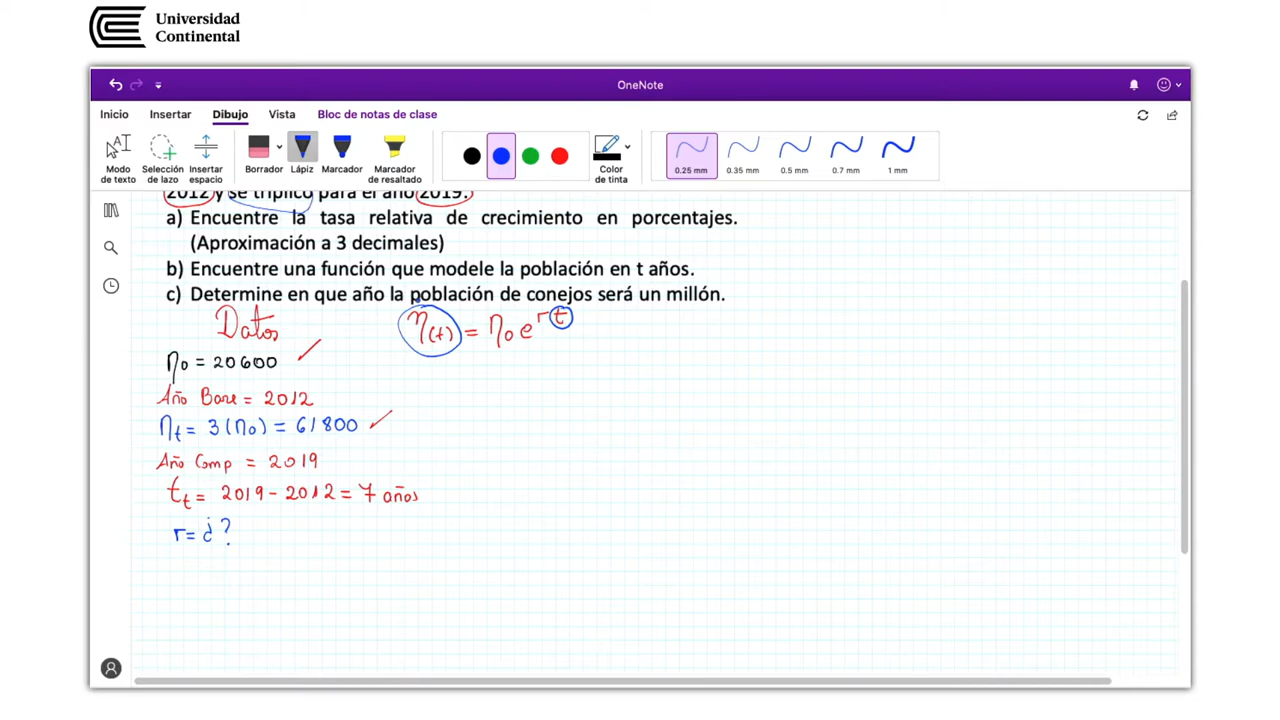 Universidad
Continental
OneNote
Inicio Insertar Dibujo Vista Bloc de notas de clase
Modo de texto
Selección de lazo
Insertar espacio
Borrador
Lápiz
Marcador
Marcador de resaltado
Color de tinta
0.25 mm 0.35 mm 0.5 mm 0.7 mm 1 mm
2012 y se triplicó para el año 2019.
a) Encuentre la tasa relativa de crecimiento en porcentajes.
(Aproximación a 3 decimales)
b) Encuentre una función que modele la población en t años.
c) Determine en que año la población de conejos será un millón.
Datos
η(t) = η₀ e^rt
η₀ = 20600
Año Base = 2012
ηt = 3(η₀) = 61800
Año Comp = 2019
tt = 2019 - 2012 = 7 años
r = ¿?